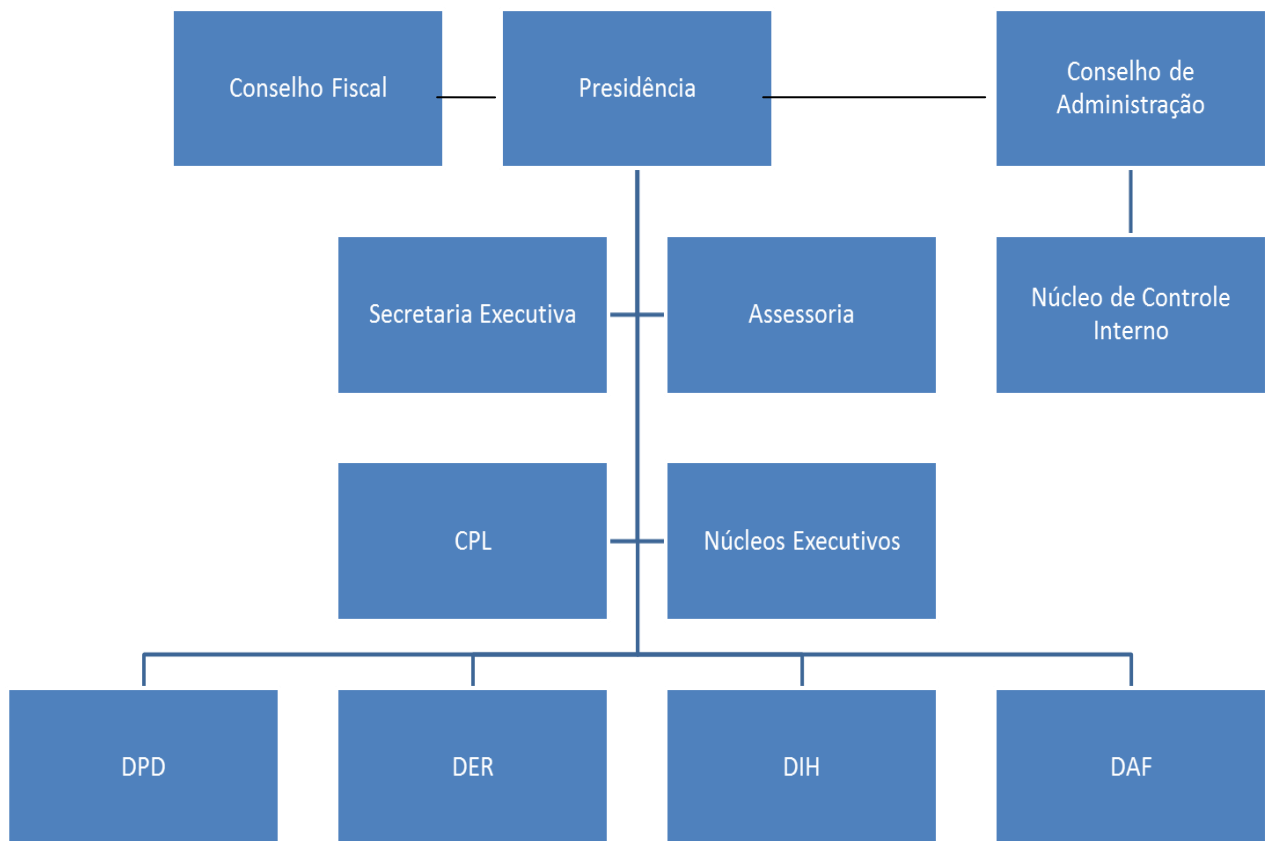 Conselho Fiscal
Presidência
Conselho de
Administração
Secretaria Executiva
Assessoria
Núcleo de Controle
Interno
CPL
Núcleos Executivos
DPD
DER
DIH
DAF